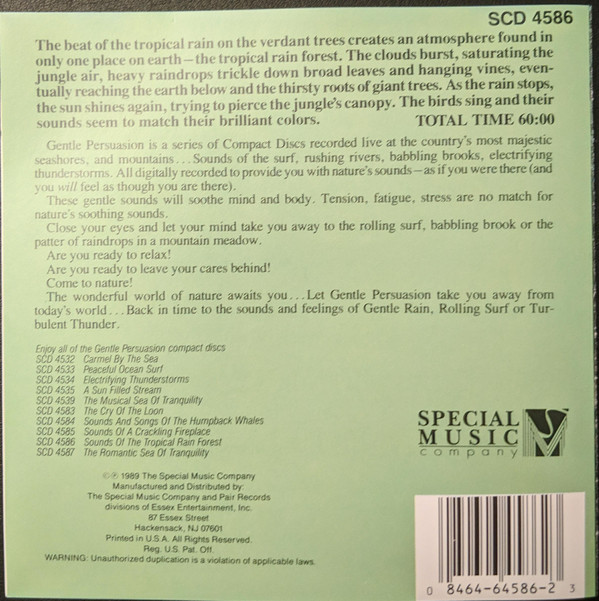 SCD 4586
The beat of the tropical rain on the verdant trees creates an atmosphere found in
only one place on earth—the tropical rain forest. The clouds burst, saturating the
jungle air, heavy raindrops trickle down broad leaves and hanging vines, even-
tually reaching the earth below and the thirsty roots of giant trees. As the rain stops,
the sun shines again, trying to pierce the jungle's canopy. The birds sing and their
sounds seem to match their brilliant colors. TOTAL TIME 60:00
Gentle Persuasion is a series of Compact Discs recorded live at the country's most majestic
seashores, and mountains...Sounds of the surf, rushing rivers, babbling brooks, electrifying
thunderstorms. All digitally recorded to provide you with nature's sounds—as if you were there (and
you will feel as though you are there).
These gentle sounds will soothe mind and body. Tension, fatigue, stress are no match for
nature's soothing sounds.
Close your eyes and let your mind take you away to the rolling surf, babbling brook or the
patter of raindrops in a mountain meadow.
Are you ready to relax!
Are you ready to leave your cares behind!
Come to nature!
The wonderful world of nature awaits you...Let Gentle Persuasion take you away from
today's world...Back in time to the sounds and feelings of Gentle Rain, Rolling Surf or Tur-
bulent Thunder.
Enjoy all of the Gentle Persuasion compact discs
SCD 4532 Carmel By The Sea
SCD 4533 Peaceful Ocean Surf
SCD 4534 Electrifying Thunderstorms
SCD 4535 A Sun Filled Stream
SCD 4539 The Musical Sea Of Tranquility
SCD 4583 The Cry Of The Loon
SCD 4584 Sounds And Songs Of The Humpback Whales
SCD 4585 Sounds Of A Crackling Fireplace
SCD 4586 Sounds Of The Tropical Rain Forest
SCD 4587 The Romantic Sea Of Tranquility
SPECIAL
MUSIC
company
TM
©℗ 1989 The Special Music Company
Manufactured and Distributed by:
The Special Music Company and Pair Records
divisions of Essex Entertainment, Inc.
87 Essex Street
Hackensack, NJ 07601
Printed in U.S.A. All Rights Reserved.
Reg. U.S. Pat. Off.
WARNING: Unauthorized duplication is a violation of applicable laws.
0 8464-64586-2 3